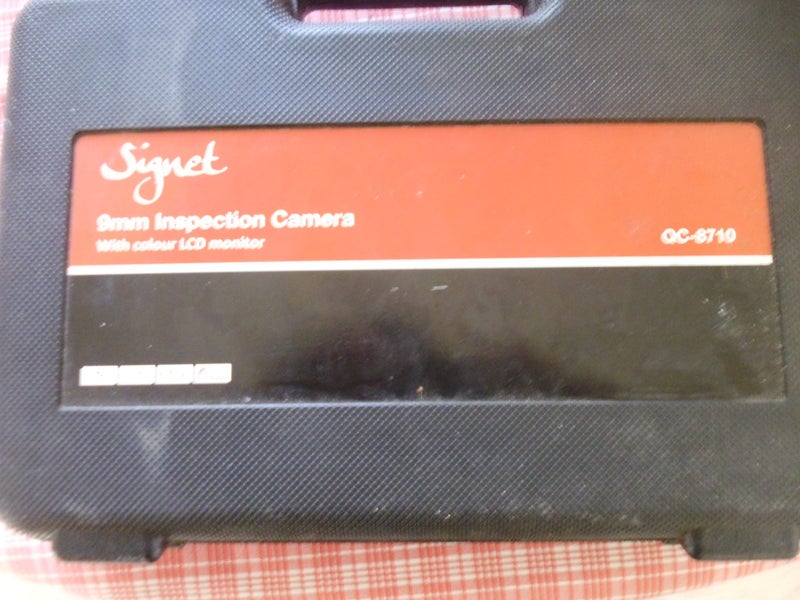 Signet
9mm Inspection Camera
With colour LCD monitor
QC-8710